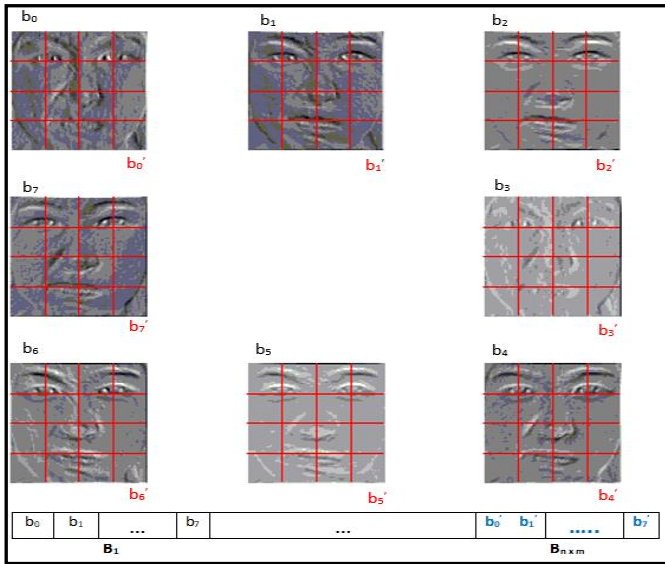 b₀ b₁ b₂
b₀′ b₁′ b₂′
b₇ b₃
b₇′ b₃′
b₆ b₅ b₄
b₆′ b₅′ b₄′
b₀ b₁ ... b₇ ... b₀′ b₁′ ..... b₇′
B₁ Bₙ ₓ ₘ